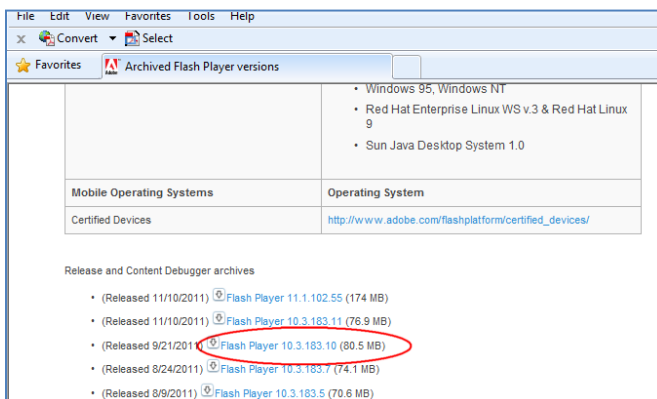 File Edit View Favorites Tools Help
x Convert Select
Favorites Archived Flash Player versions
• Windows 95, Windows NT
• Red Hat Enterprise Linux WS v.3 & Red Hat Linux
9
• Sun Java Desktop System 1.0
Mobile Operating Systems Operating System
Certified Devices http://www.adobe.com/flashplatform/certified_devices/
Release and Content Debugger archives
• (Released 11/10/2011) Flash Player 11.1.102.55 (174 MB)
• (Released 11/10/2011) Flash Player 10.3.183.11 (76.9 MB)
• (Released 9/21/2011) Flash Player 10.3.183.10 (80.5 MB)
• (Released 8/24/2011) Flash Player 10.3.183.7 (74.1 MB)
• (Released 8/9/2011) Flash Player 10.3.183.5 (70.6 MB)